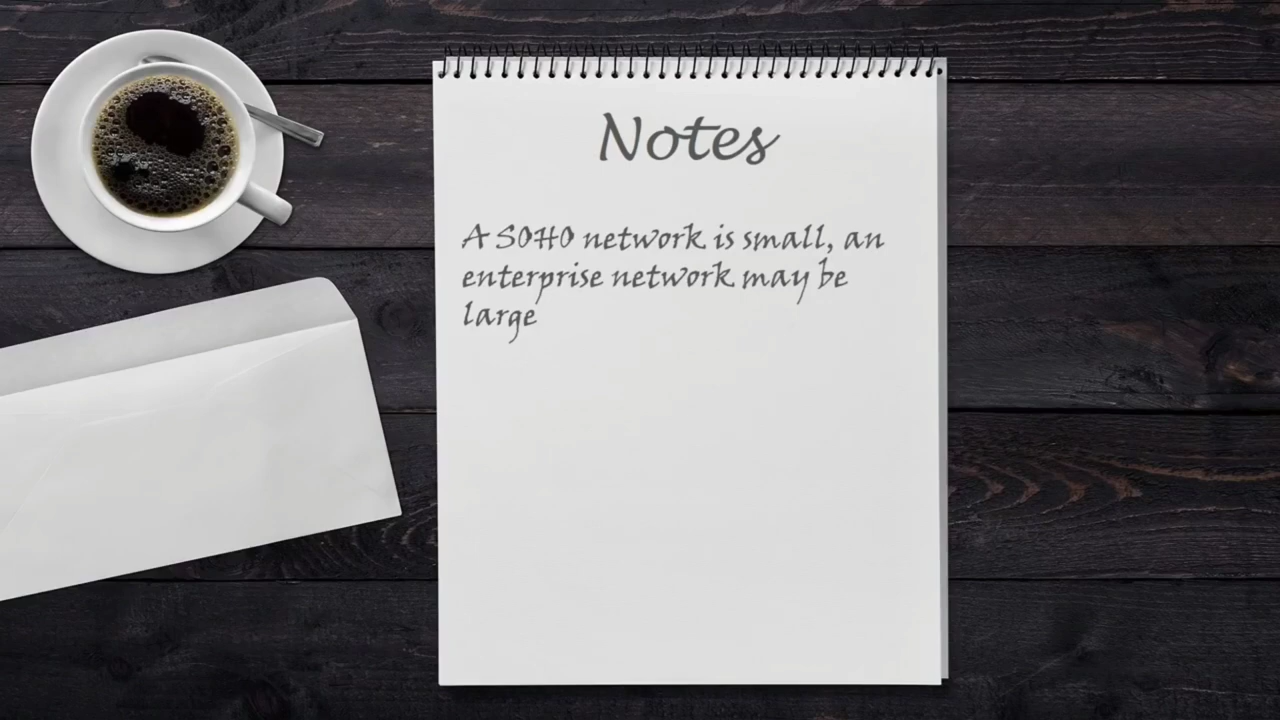 Notes
A SOHO network is small, an
enterprise network may be
large